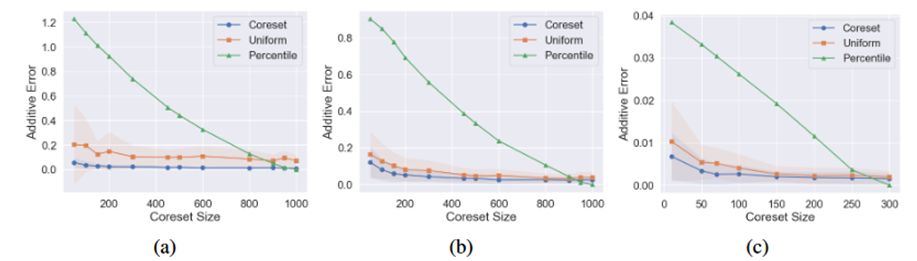 Coreset
Uniform
Percentile
Additive Error
1.2
1.0
0.8
0.6
0.4
0.2
0.0
200 400 600 800 1000
Coreset Size
(a)
Coreset
Uniform
Percentile
Additive Error
0.8
0.6
0.4
0.2
0.0
200 400 600 800 1000
Coreset Size
(b)
Coreset
Uniform
Percentile
Additive Error
0.04
0.03
0.02
0.01
0.00
0 50 100 150 200 250 300
Coreset Size
(c)